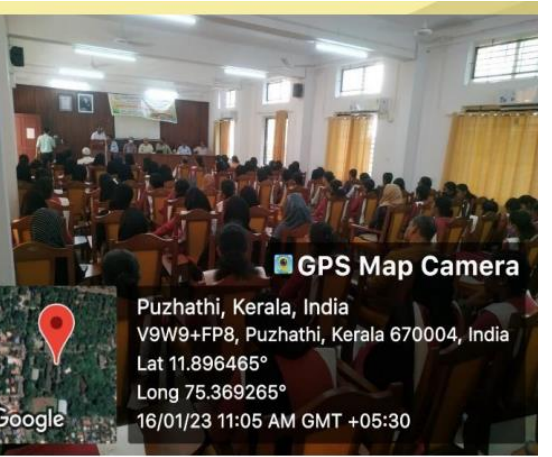 GPS Map Camera
Puzhathi, Kerala, India
V9W9+FP8, Puzhathi, Kerala 670004, India
Lat 11.896465°
Long 75.369265°
16/01/23 11:05 AM GMT +05:30
Google